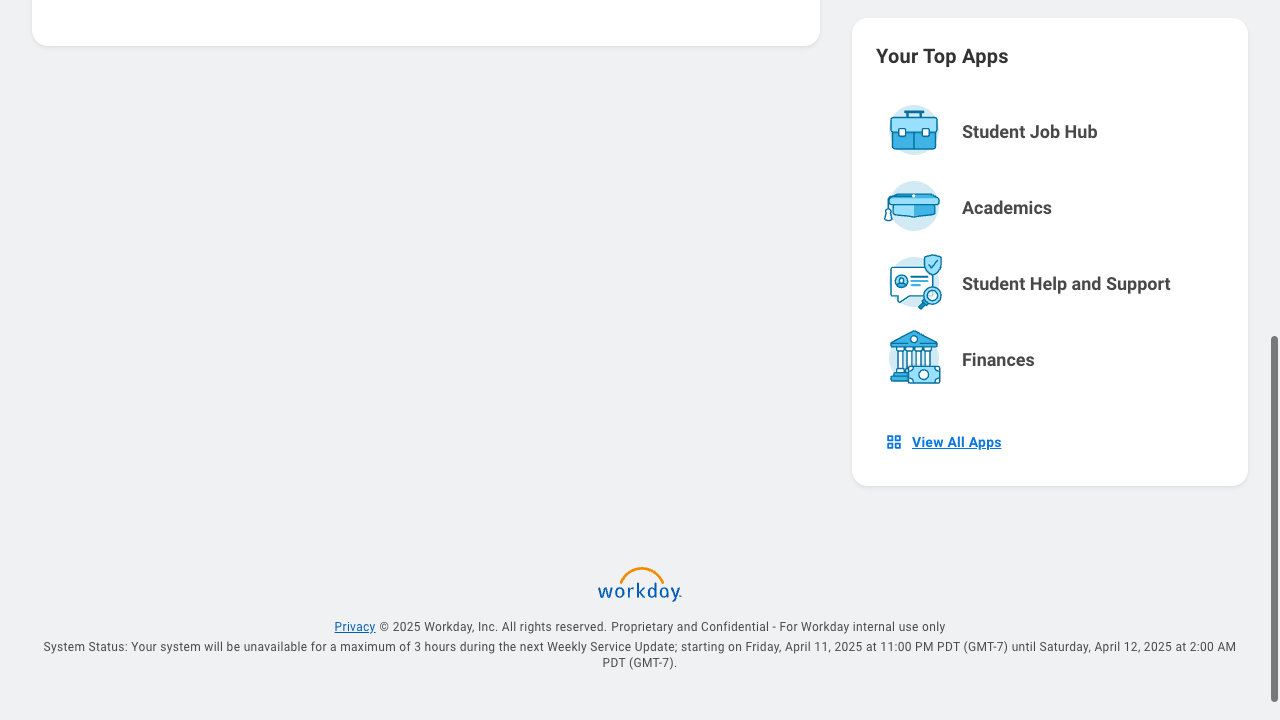 Your Top Apps
Student Job Hub
Academics
Student Help and Support
Finances
View All Apps
workday.
Privacy © 2025 Workday, Inc. All rights reserved. Proprietary and Confidential - For Workday internal use only
System Status: Your system will be unavailable for a maximum of 3 hours during the next Weekly Service Update; starting on Friday, April 11, 2025 at 11:00 PM PDT (GMT-7) until Saturday, April 12, 2025 at 2:00 AM
PDT (GMT-7).